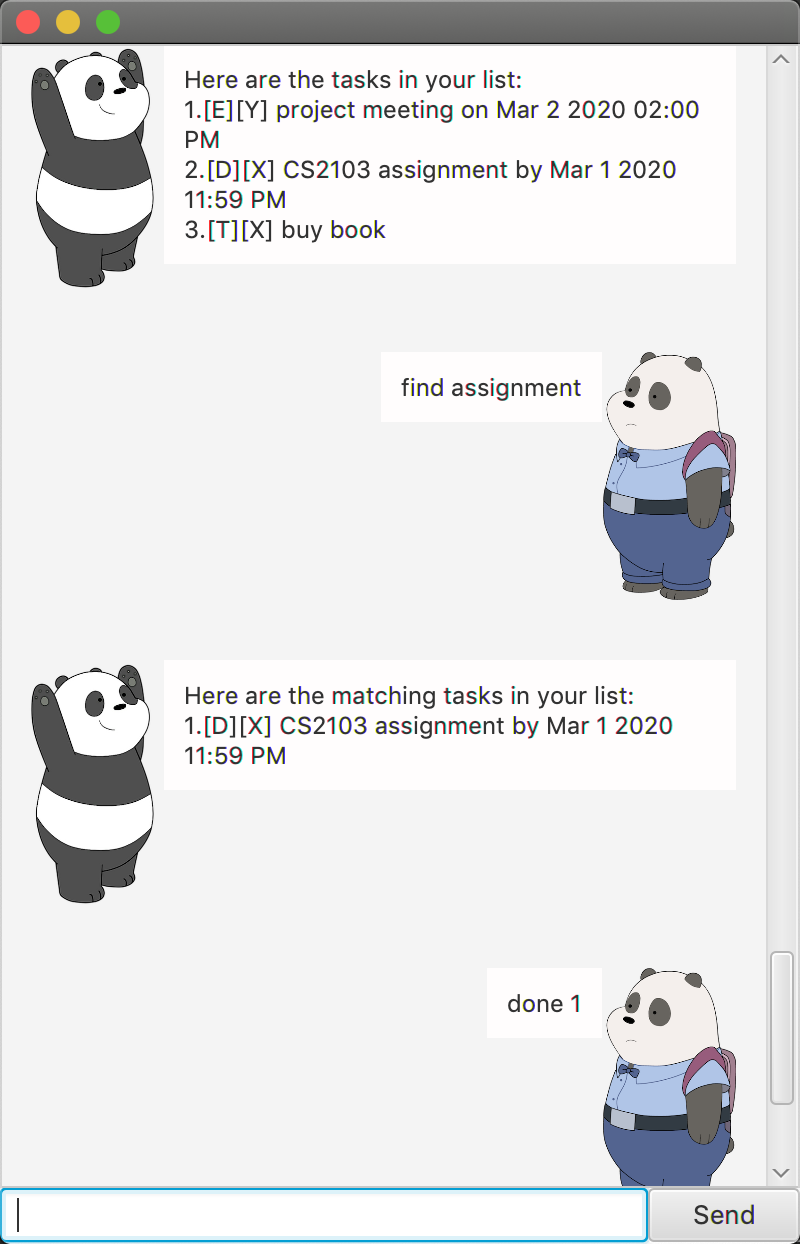 Here are the tasks in your list:
1.[E][Y] project meeting on Mar 2 2020 02:00
PM
2.[D][X] CS2103 assignment by Mar 1 2020
11:59 PM
3.[T][X] buy book
find assignment
Here are the matching tasks in your list:
1.[D][X] CS2103 assignment by Mar 1 2020
11:59 PM
done 1
Send